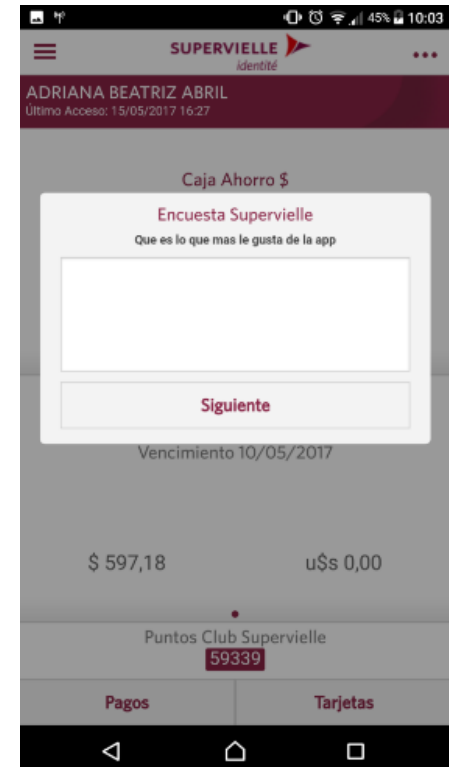 45% 10:03
SUPERVIELLE
identité
ADRIANA BEATRIZ ABRIL
Último Acceso: 15/05/2017 16:27
Caja Ahorro $
Encuesta Supervielle
Que es lo que mas le gusta de la app
Siguiente
Vencimiento 10/05/2017
$ 597,18 u$s 0,00
Puntos Club Supervielle
59339
Pagos Tarjetas